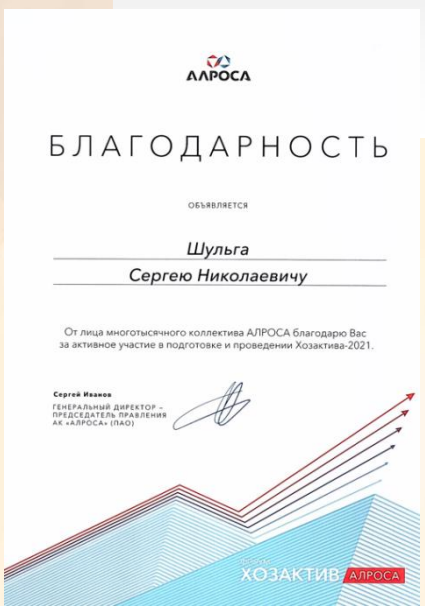 АЛРОСА
БЛАГОДАРНОСТЬ
ОБЪЯВЛЯЕТСЯ
Шульга
Сергею Николаевичу
От лица многотысячного коллектива АЛРОСА благодарю Вас
за активное участие в подготовке и проведении Хозактива-2021.
Сергей Иванов
ГЕНЕРАЛЬНЫЙ ДИРЕКТОР –
ПРЕДСЕДАТЕЛЬ ПРАВЛЕНИЯ
АК «АЛРОСА» (ПАО)
ХОЗАКТИВ АЛРОСА